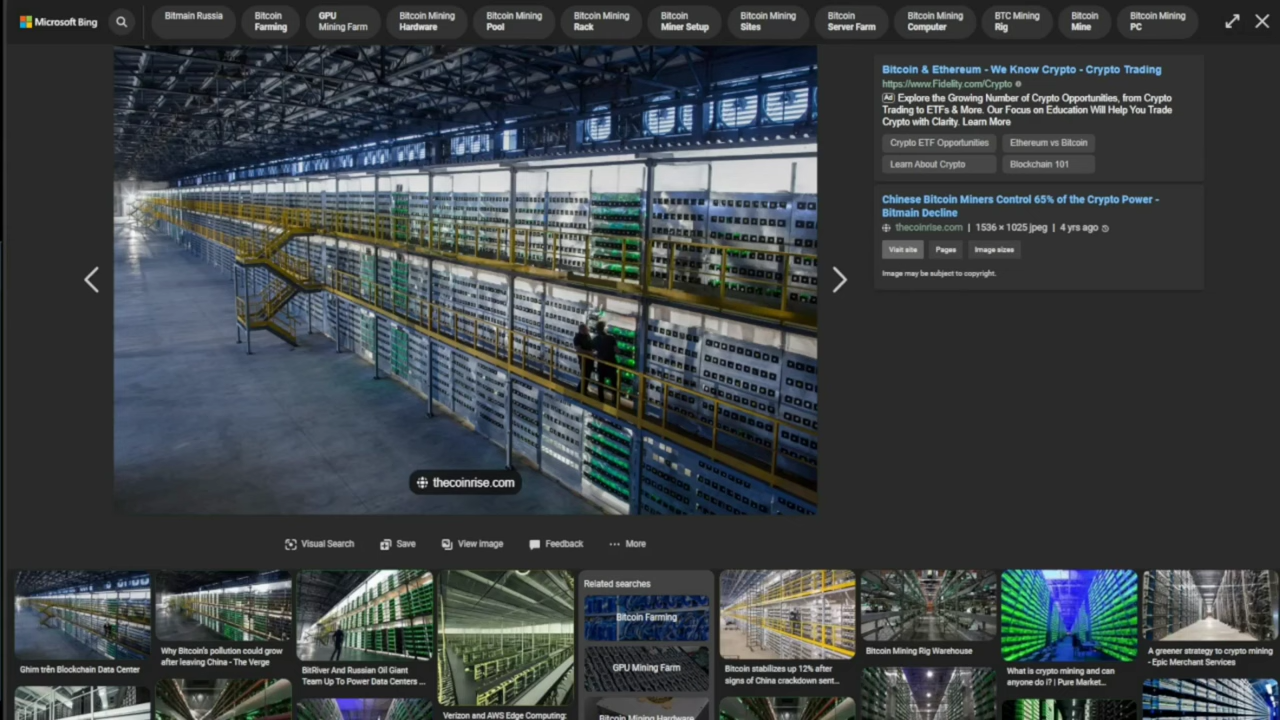 Microsoft Bing
Bitmain Russia
Bitcoin
Farming
GPU
Mining Farm
Bitcoin Mining
Hardware
Bitcoin Mining
Pool
Bitcoin Mining
Rack
Bitcoin
Miner Setup
Bitcoin Mining
Sites
Bitcoin
Server Farm
Bitcoin Mining
Computer
BTC Mining
Rig
Bitcoin
Mine
Bitcoin Mining
PC
thecoinrise.com
Bitcoin & Ethereum - We Know Crypto - Crypto Trading
https://www.Fidelity.com/Crypto
Ad Explore the Growing Number of Crypto Opportunities, from Crypto
Trading to ETFs & More. Our Focus on Education Will Help You Trade
Crypto with Clarity. Learn More
Crypto ETF Opportunities
Ethereum vs Bitcoin
Learn About Crypto
Blockchain 101
Chinese Bitcoin Miners Control 65% of the Crypto Power -
Bitmain Decline
thecoinrise.com | 1536 × 1025 jpeg | 4 yrs ago
Visit site
Pages
Image sizes
Image may be subject to copyright.
Visual Search
Save
View image
Feedback
More
Ghim trên Blockchain Data Center
Why Bitcoin's pollution could grow
after leaving China - The Verge
BitRiver And Russian Oil Giant
Team Up To Power Data Centers ...
Verizon and AWS Edge Computing:
Related searches
Bitcoin Farming
GPU Mining Farm
Bitcoin Mining Hardware
Bitcoin stabilizes up 12% after
signs of China crackdown sent...
Bitcoin Mining Rig Warehouse
What is crypto mining and can
anyone do i? | Pure Market...
A greener strategy to crypto mining
- Epic Merchant Services